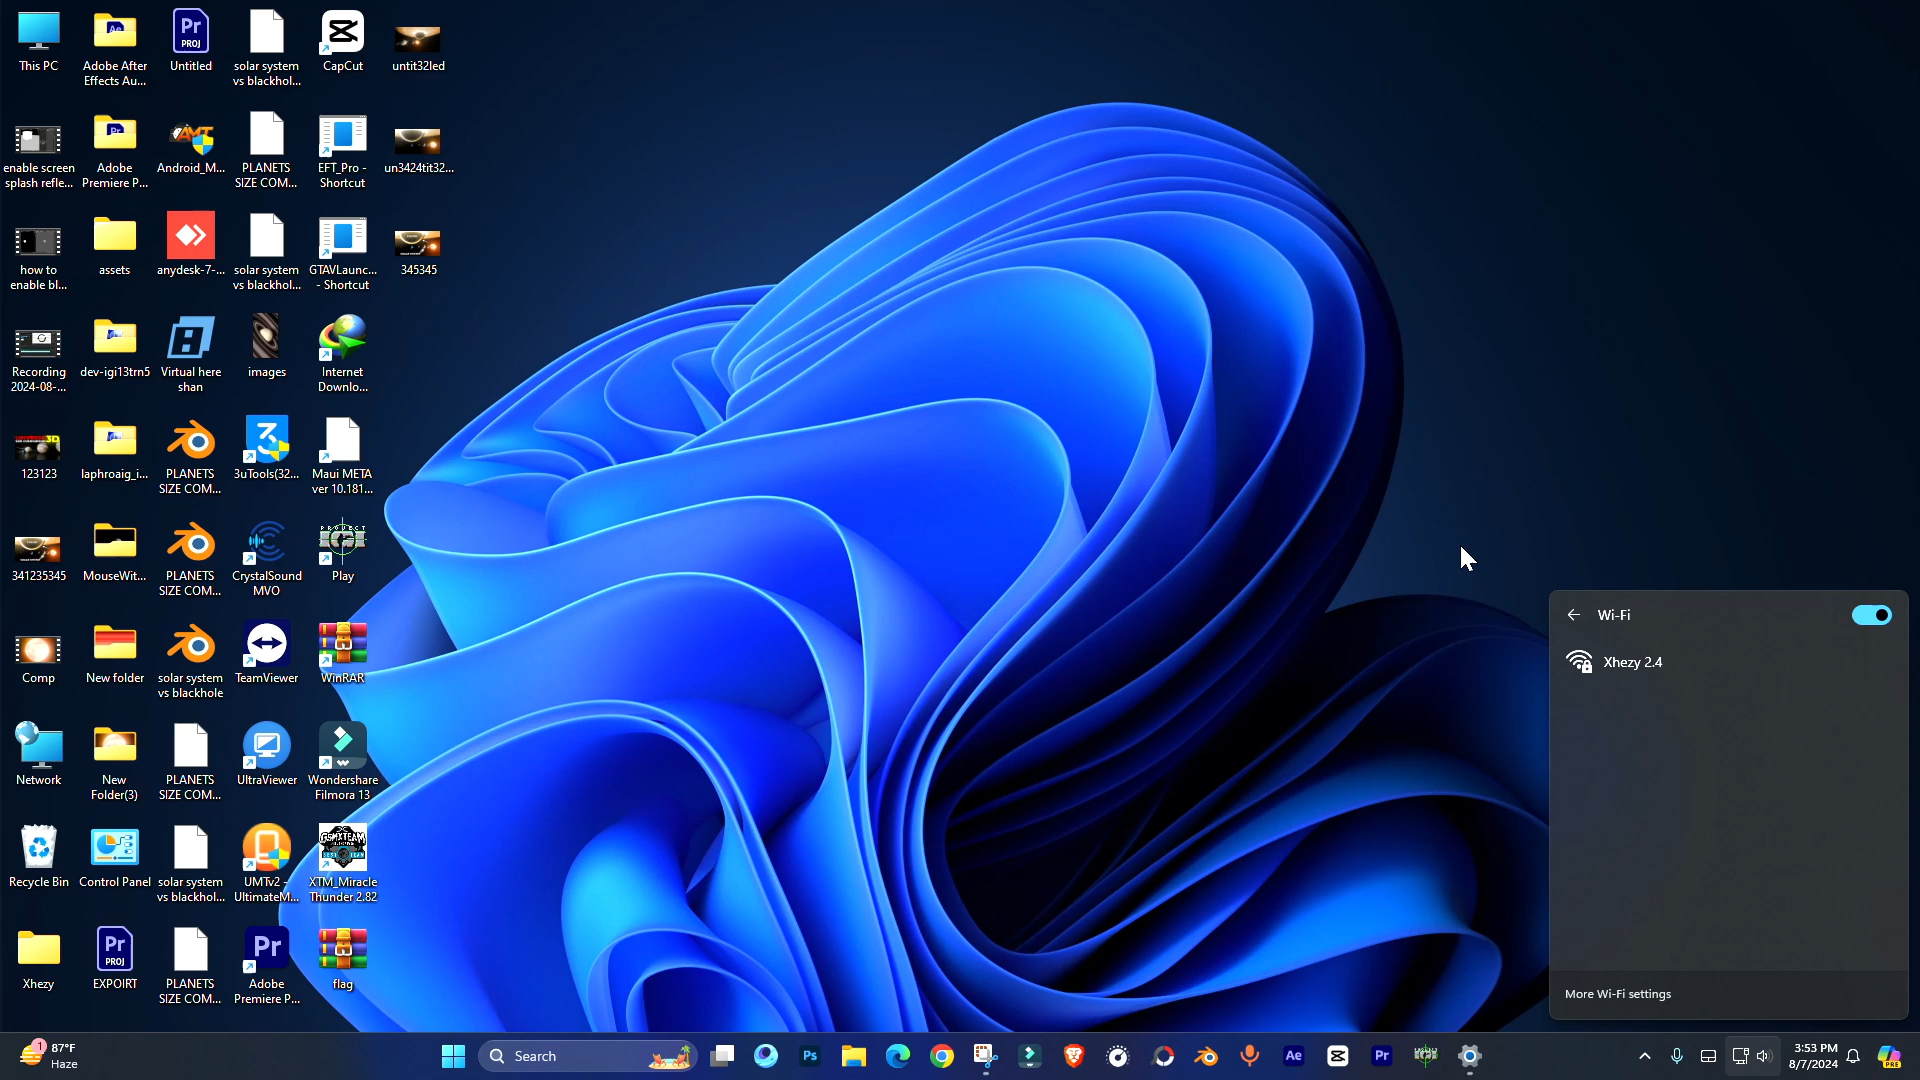 This PC
Adobe After
Effects Au...
Untitled
solar system
vs blackhol...
CapCut
untit32led
enable screen
splash refle...
Adobe
Premiere P...
Android_M...
PLANETS
SIZE COM...
EFT_Pro -
Shortcut
un3424tit32...
how to
enable bl...
assets
anydesk-7-...
solar system
vs blackhol...
GTAVLaunc...
- Shortcut
345345
Recording
2024-08-...
dev-igi13trn5
Virtual here
shan
images
Internet
Downlo...
123123
laphroaig_i...
PLANETS
SIZE COM...
3uTools(32...
Maui META
ver 10.181...
341235345
MouseWit...
PLANETS
SIZE COM...
CrystalSound
MVO
Play
Comp
New folder
solar system
vs blackhole
TeamViewer
WinRAR
Network
New
Folder(3)
PLANETS
SIZE COM...
UltraViewer
Wondershare
Filmora 13
Recycle Bin
Control Panel
solar system
vs blackhol...
UMTv2 -
UltimateM...
XTM_Miracle
Thunder 2.82
Xhezy
EXPOIRT
PLANETS
SIZE COM...
Adobe
Premiere P...
flag
Wi-Fi
Xhezy 2.4
More Wi-Fi settings
1
87°F
Haze
Search
Ps
Ae
Pr
3:53 PM
8/7/2024
PRE